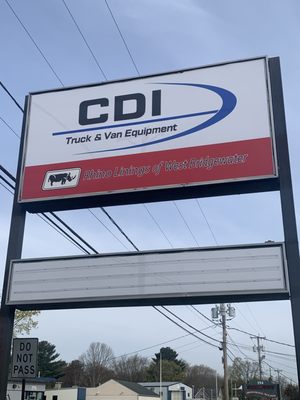 CDI
Truck & Van Equipment
Rhino Linings of West Bridgewater
DO
NOT
PASS